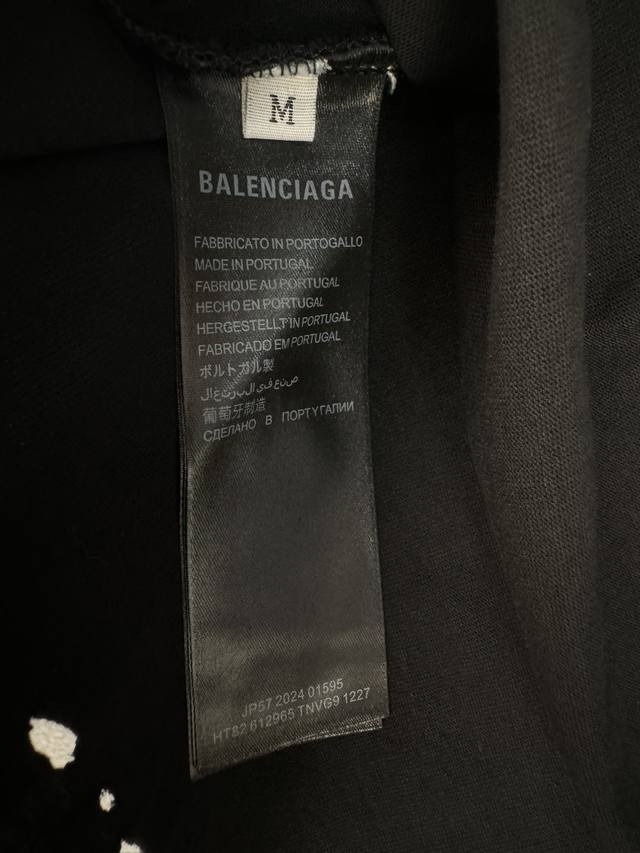 M
BALENCIAGA
FABBRICATO IN PORTOGALLO
MADE IN PORTUGAL
FABRIQUE AU PORTUGAL
HECHO EN PORTUGAL
HERGESTELLT IN PORTUGAL
FABRICADO EM PORTUGAL
ポルトガル製
صنع في البرتغال
葡萄牙制造
СДЕЛАНО В ПОРТУГАЛИИ
JP57 2024 01595
HT82 612965 TNVG9 1227